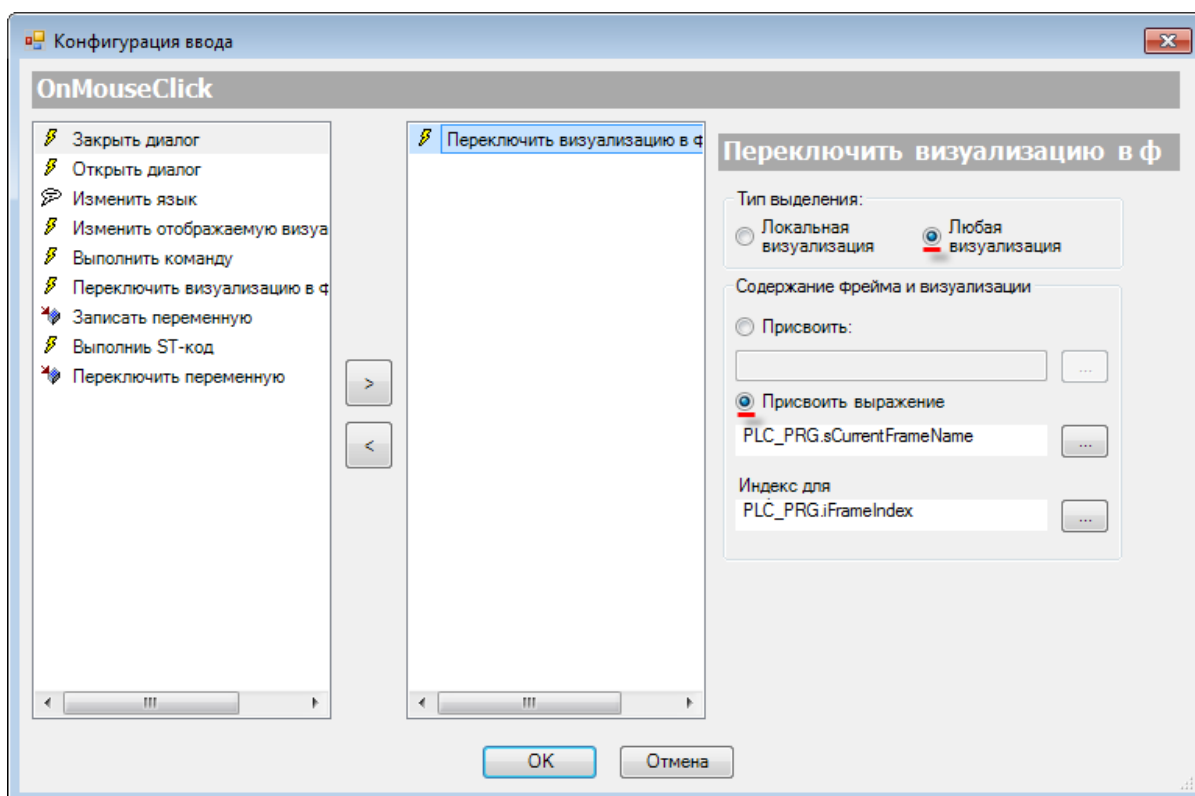 Конфигурация ввода
OnMouseClick
Закрыть диалог
Открыть диалог
Изменить язык
Изменить отображаемую визуа
Выполнить команду
Переключить визуализацию в ф
Записать переменную
Выполниь ST-код
Переключить переменную
>
<
Переключить визуализацию в ф
Переключить визуализацию в ф
Тип выделения:
Локальная
визуализация
Любая
визуализация
Содержание фрейма и визуализации
Присвоить:
...
Присвоить выражение
PLC_PRG.sCurrentFrameName
...
Индекс для
PLC_PRG.iFrameIndex
...
OK
Отмена